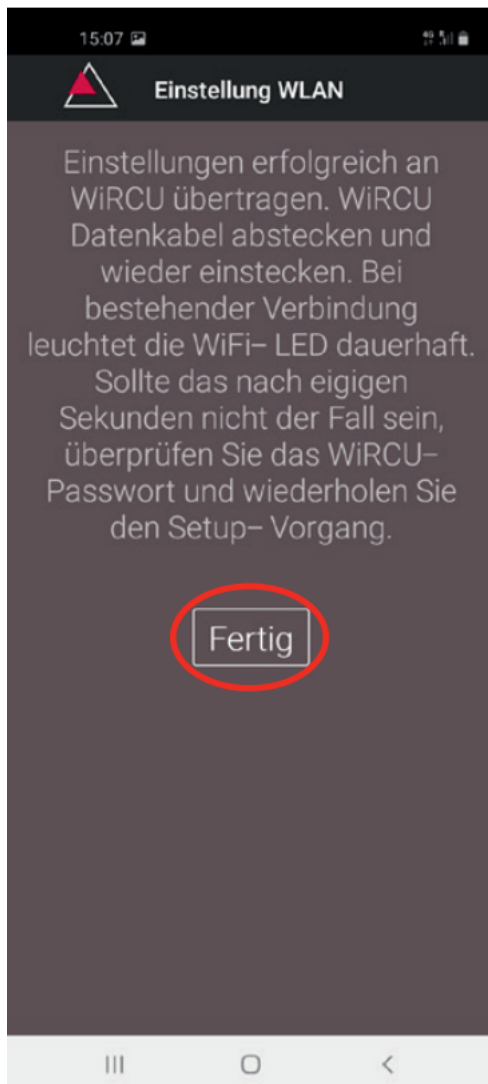 15:07
Einstellung WLAN
Einstellungen erfolgreich an
WiRCU übertragen. WiRCU
Datenkabel abstecken und
wieder einstecken. Bei
bestehender Verbindung
leuchtet die WiFi– LED dauerhaft.
Sollte das nach eigigen
Sekunden nicht der Fall sein,
überprüfen Sie das WiRCU–
Passwort und wiederholen Sie
den Setup– Vorgang.
Fertig